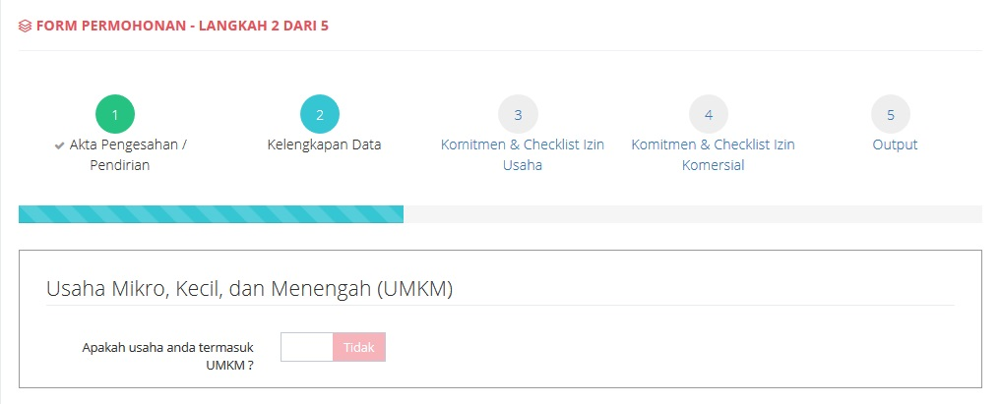 FORM PERMOHONAN - LANGKAH 2 DARI 5
1
Akta Pengesahan /
Pendirian
2
Kelengkapan Data
3
Komitmen & Checklist Izin
Usaha
4
Komitmen & Checklist Izin
Komersial
5
Output
Usaha Mikro, Kecil, dan Menengah (UMKM)
Apakah usaha anda termasuk
UMKM ?
Tidak